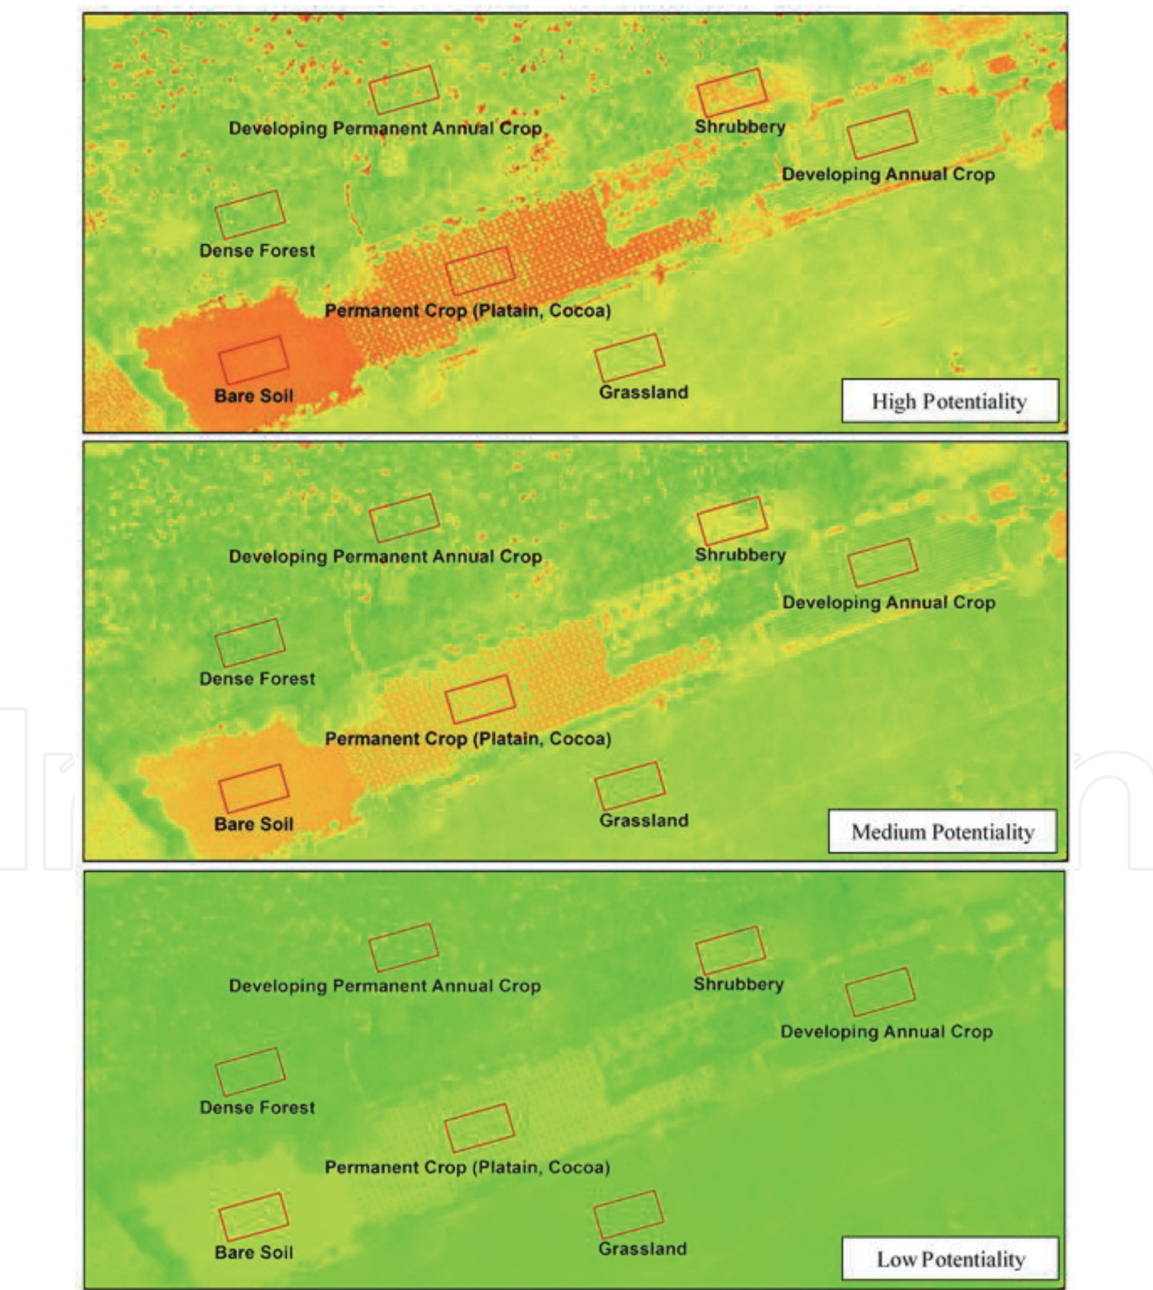 Developing Permanent Annual Crop
Shrubbery
Developing Annual Crop
Dense Forest
Permanent Crop (Platain, Cocoa)
Bare Soil
Grassland
High Potentiality
Developing Permanent Annual Crop
Shrubbery
Developing Annual Crop
Dense Forest
Permanent Crop (Platain, Cocoa)
Bare Soil
Grassland
Medium Potentiality
Developing Permanent Annual Crop
Shrubbery
Developing Annual Crop
Dense Forest
Permanent Crop (Platain, Cocoa)
Bare Soil
Grassland
Low Potentiality